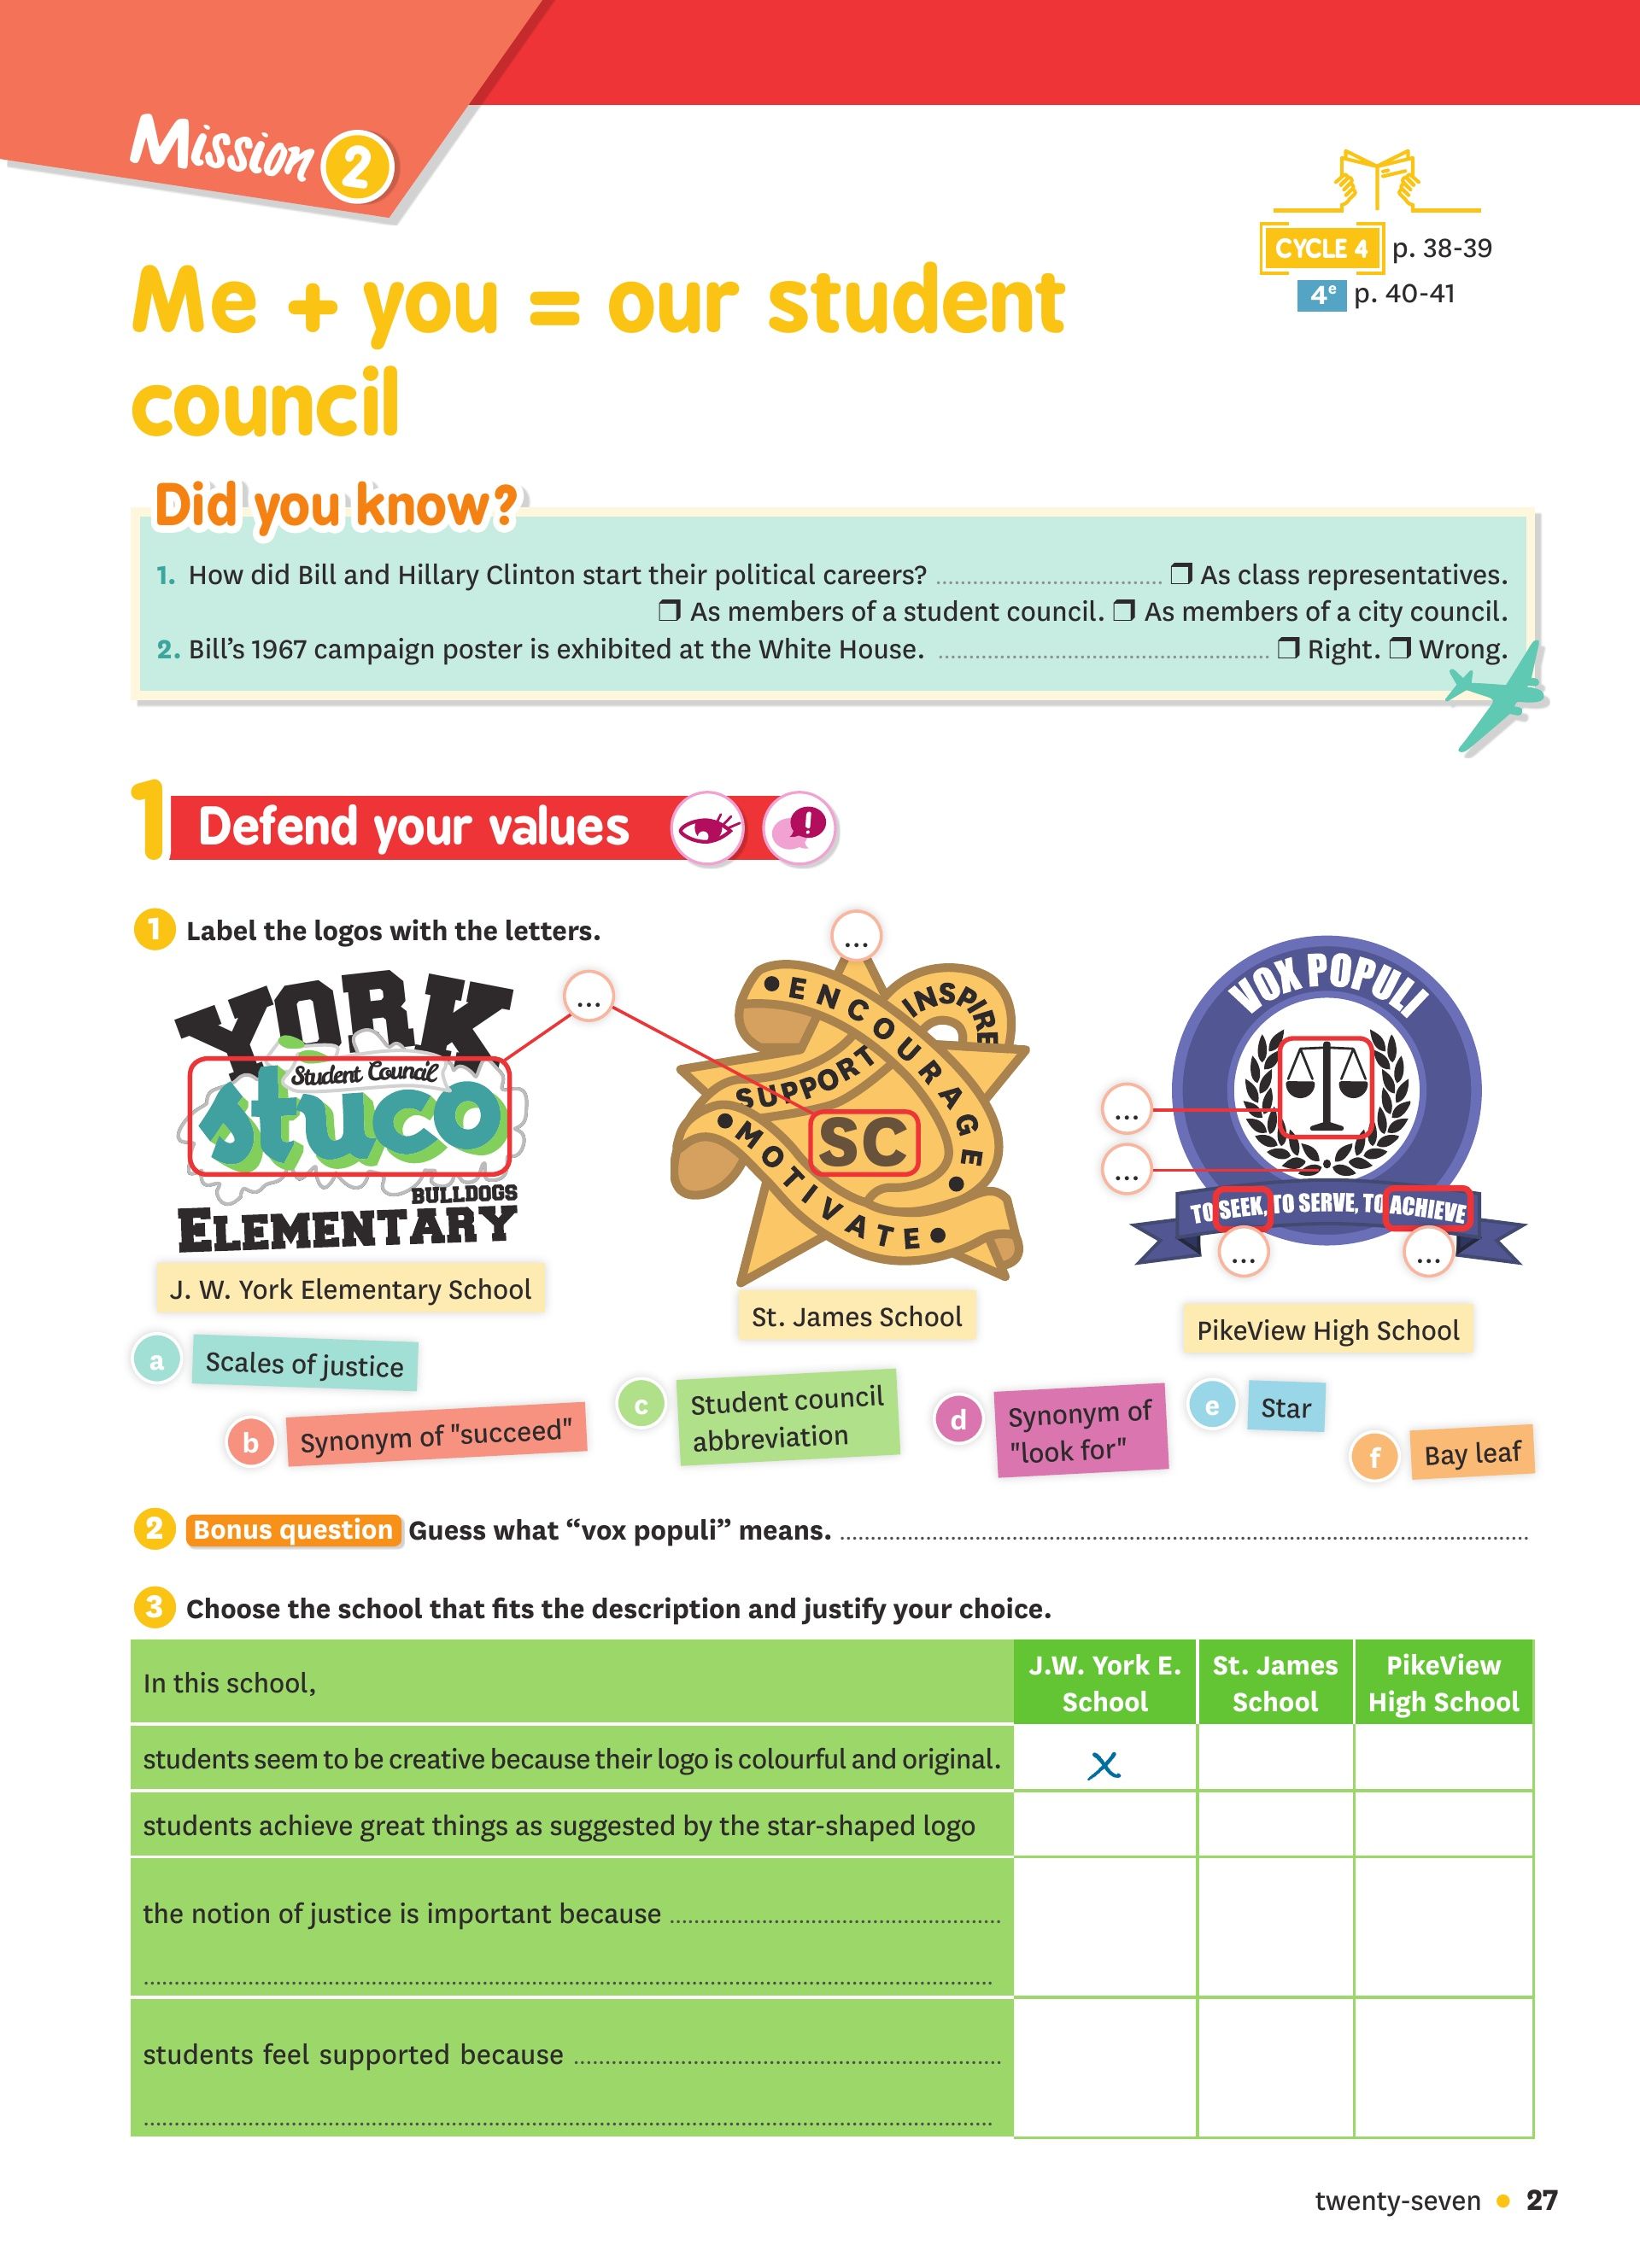 Mission 2
CYCLE 4 p. 38-39
4e p. 40-41
Me + you = our student
council
Did you know?
1. How did Bill and Hillary Clinton start their political careers? ❒ As class representatives.
❒ As members of a student council. ❒ As members of a city council.
2. Bill's 1967 campaign poster is exhibited at the White House. ❒ Right. ❒ Wrong.
1 Defend your values
!
1 Label the logos with the letters.
YORK
Student Council
stuco
BULLDOGS
ELEMENTARY
...
J. W. York Elementary School
...
ENCOURAGE
INSPIRE
SUPPORT
SC
MOTIVATE
St. James School
VOX POPULI
...
...
TO SEEK, TO SERVE, TO ACHIEVE
... ...
PikeView High School
a Scales of justice
b Synonym of "succeed"
c Student council
abbreviation
d Synonym of
"look for"
e Star
f Bay leaf
2 Bonus question Guess what “vox populi” means.
3 Choose the school that fits the description and justify your choice.
In this school,
J.W. York E.
School
St. James
School
PikeView
High School
students seem to be creative because their logo is colourful and original. X
students achieve great things as suggested by the star-shaped logo
the notion of justice is important because
students feel supported because
twenty-seven • 27